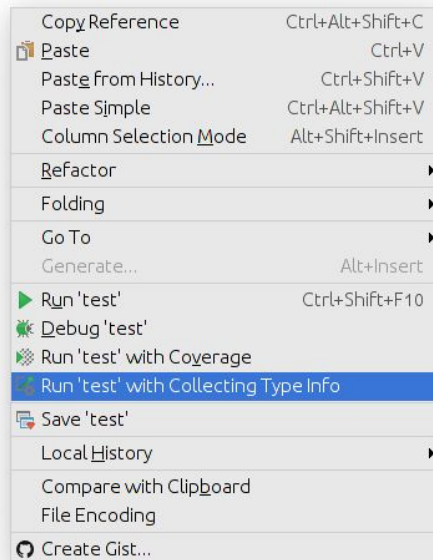 Copy Reference Ctrl+Alt+Shift+C
Paste Ctrl+V
Paste from History... Ctrl+Shift+V
Paste Simple Ctrl+Alt+Shift+V
Column Selection Mode Alt+Shift+Insert
Refactor
Folding
Go To
Generate... Alt+Insert
Run 'test' Ctrl+Shift+F10
Debug 'test'
Run 'test' with Coverage
Run 'test' with Collecting Type Info
Save 'test'
Local History
Compare with Clipboard
File Encoding
Create Gist...